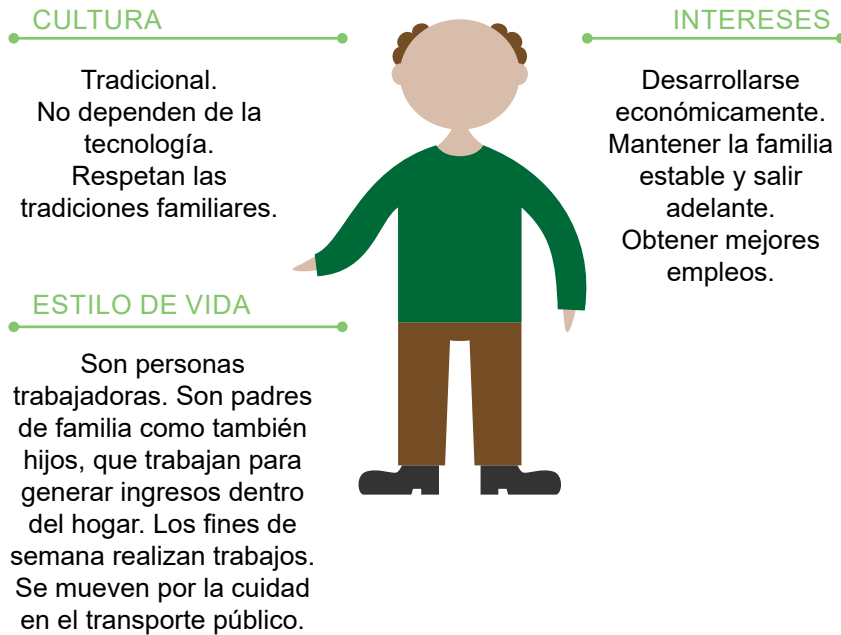 CULTURA
Tradicional.
No dependen de la
tecnología.
Respetan las
tradiciones familiares.
ESTILO DE VIDA
Son personas
trabajadoras. Son padres
de familia como también
hijos, que trabajan para
generar ingresos dentro
del hogar. Los fines de
semana realizan trabajos.
Se mueven por la cuidad
en el transporte público.
INTERESES
Desarrollarse
económicamente.
Mantener la familia
estable y salir
adelante.
Obtener mejores
empleos.